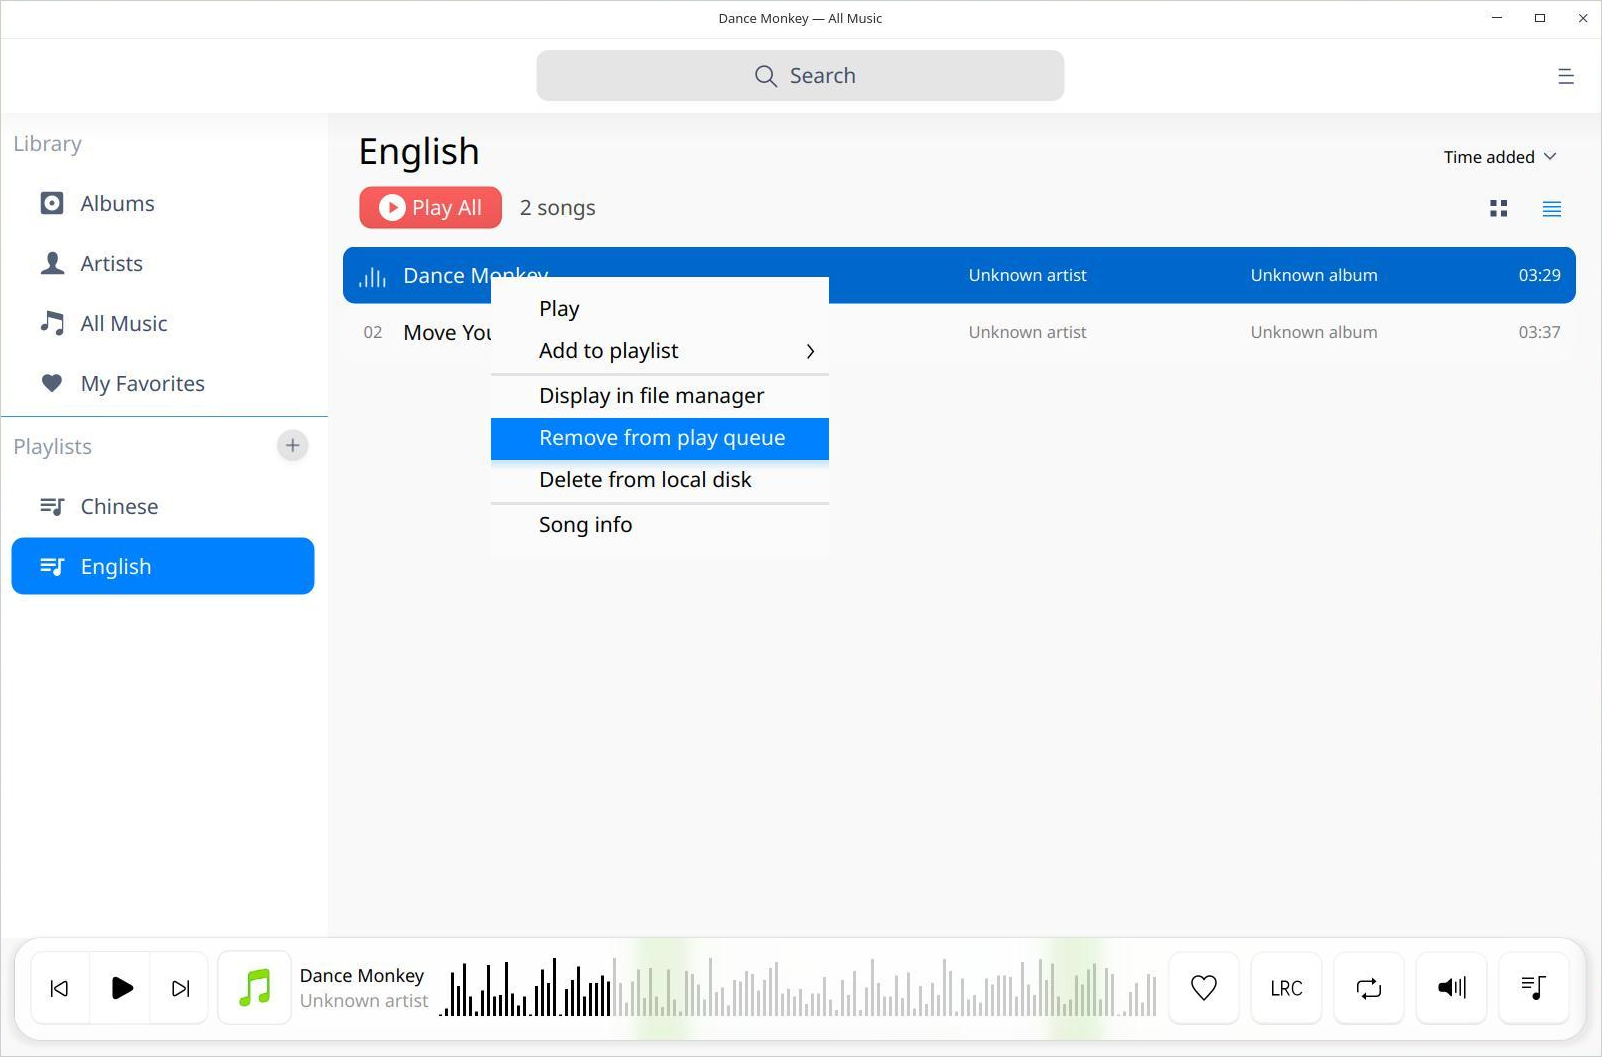 Dance Monkey — All Music
Search
Library
Albums
Artists
All Music
My Favorites
Playlists
Chinese
English
English
Time added
Play All
2 songs
Dance Monkey Unknown artist Unknown album 03:29
02 Move You Unknown artist Unknown album 03:37
Play
Add to playlist
Display in file manager
Remove from play queue
Delete from local disk
Song info
Dance Monkey
Unknown artist
LRC